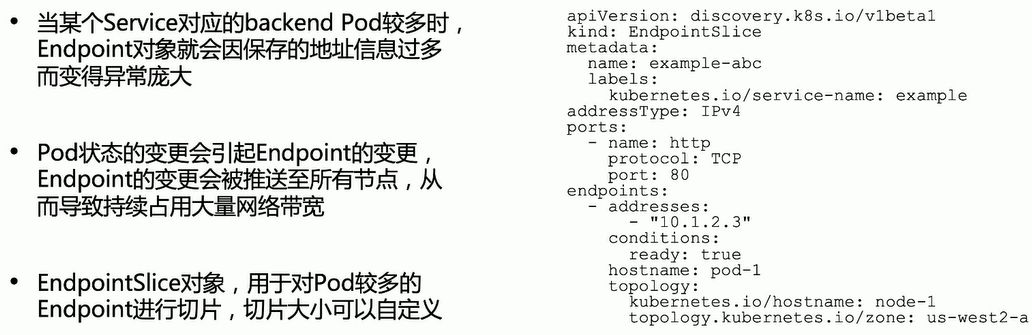 • 当某个Service对应的backend Pod较多时，
Endpoint对象就会因保存的地址信息过多
而变得异常庞大
• Pod状态的变更会引起Endpoint的变更，
Endpoint的变更会被推送至所有节点，从
而导致持续占用大量网络带宽
• EndpointSlice对象，用于对Pod较多的
Endpoint进行切片，切片大小可以自定义
apiVersion: discovery.k8s.io/v1beta1
kind: EndpointSlice
metadata:
  name: example-abc
  labels:
    kubernetes.io/service-name: example
addressType: IPv4
ports:
  - name: http
    protocol: TCP
    port: 80
endpoints:
  - addresses:
      - "10.1.2.3"
    conditions:
      ready: true
    hostname: pod-1
    topology:
      kubernetes.io/hostname: node-1
      topology.kubernetes.io/zone: us-west2-a